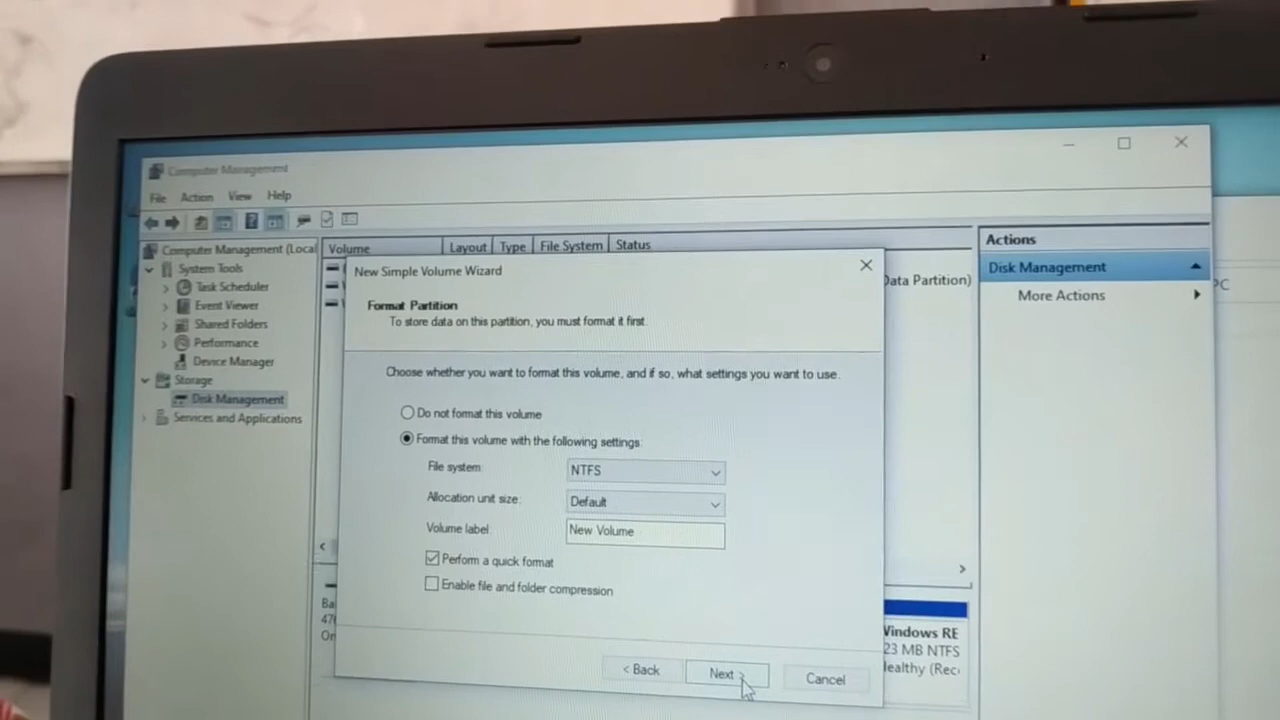 Computer Management
File Action View Help
Computer Management (Local
System Tools
Task Scheduler
Event Viewer
Shared Folders
Performance
Device Manager
Storage
Disk Management
Services and Applications
Volume Layout Type File System Status
Data Partition)
New Simple Volume Wizard
Format Partition
To store data on this partition, you must format it first.
Choose whether you want to format this volume, and if so, what settings you want to use.
Do not format this volume
Format this volume with the following settings:
File system: NTFS
Allocation unit size: Default
Volume label: New Volume
Perform a quick format
Enable file and folder compression
< Back Next > Cancel
Ba
On
Windows RE
23 MB NTFS
Healthy (Rec
Actions
Disk Management
More Actions
PC